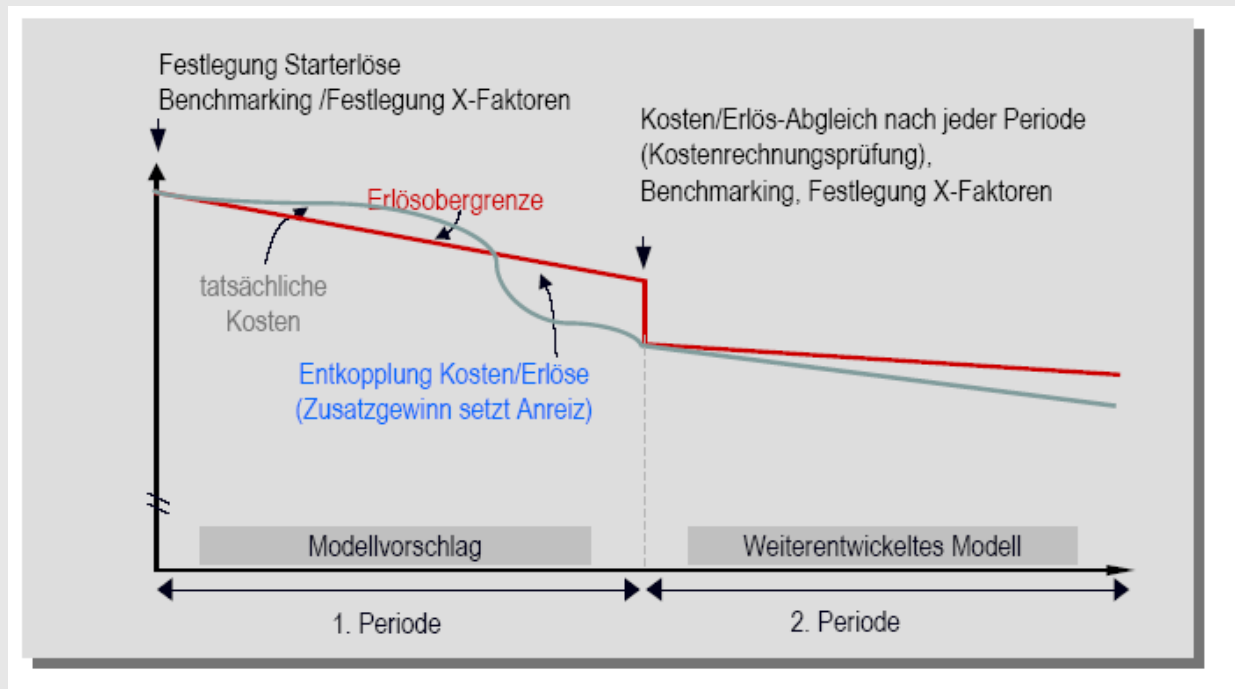 Festlegung Starterlöse
Benchmarking /Festlegung X-Faktoren
Kosten/Erlös-Abgleich nach jeder Periode
(Kostenrechnungsprüfung),
Benchmarking, Festlegung X-Faktoren
Erlösobergrenze
tatsächliche
Kosten
Entkopplung Kosten/Erlöse
(Zusatzgewinn setzt Anreiz)
Modellvorschlag
Weiterentwickeltes Modell
1. Periode
2. Periode